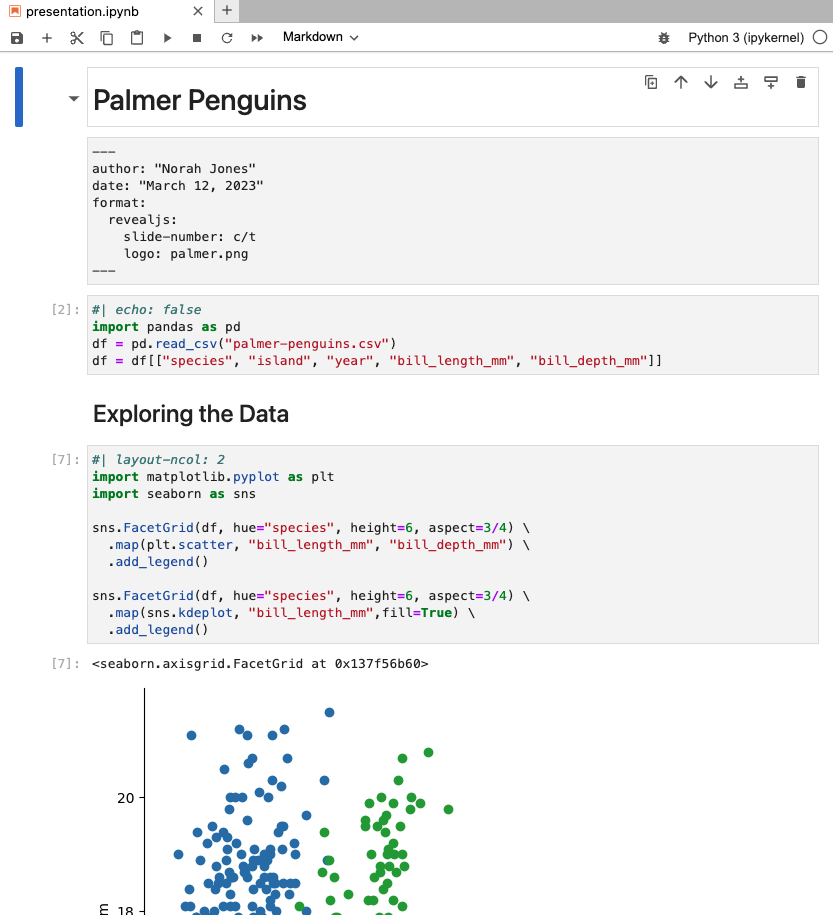 presentation.ipynb
Markdown
Python 3 (ipykernel)
Palmer Penguins
---
author: "Norah Jones"
date: "March 12, 2023"
format:
  revealjs:
    slide-number: c/t
    logo: palmer.png
---
[2]:
#| echo: false
import pandas as pd
df = pd.read_csv("palmer-penguins.csv")
df = df[["species", "island", "year", "bill_length_mm", "bill_depth_mm"]]
Exploring the Data
[7]:
#| layout-ncol: 2
import matplotlib.pyplot as plt
import seaborn as sns

sns.FacetGrid(df, hue="species", height=6, aspect=3/4) \
  .map(plt.scatter, "bill_length_mm", "bill_depth_mm") \
  .add_legend()

sns.FacetGrid(df, hue="species", height=6, aspect=3/4) \
  .map(sns.kdeplot, "bill_length_mm",fill=True) \
  .add_legend()
[7]:
<seaborn.axisgrid.FacetGrid at 0x137f56b60>
20
18